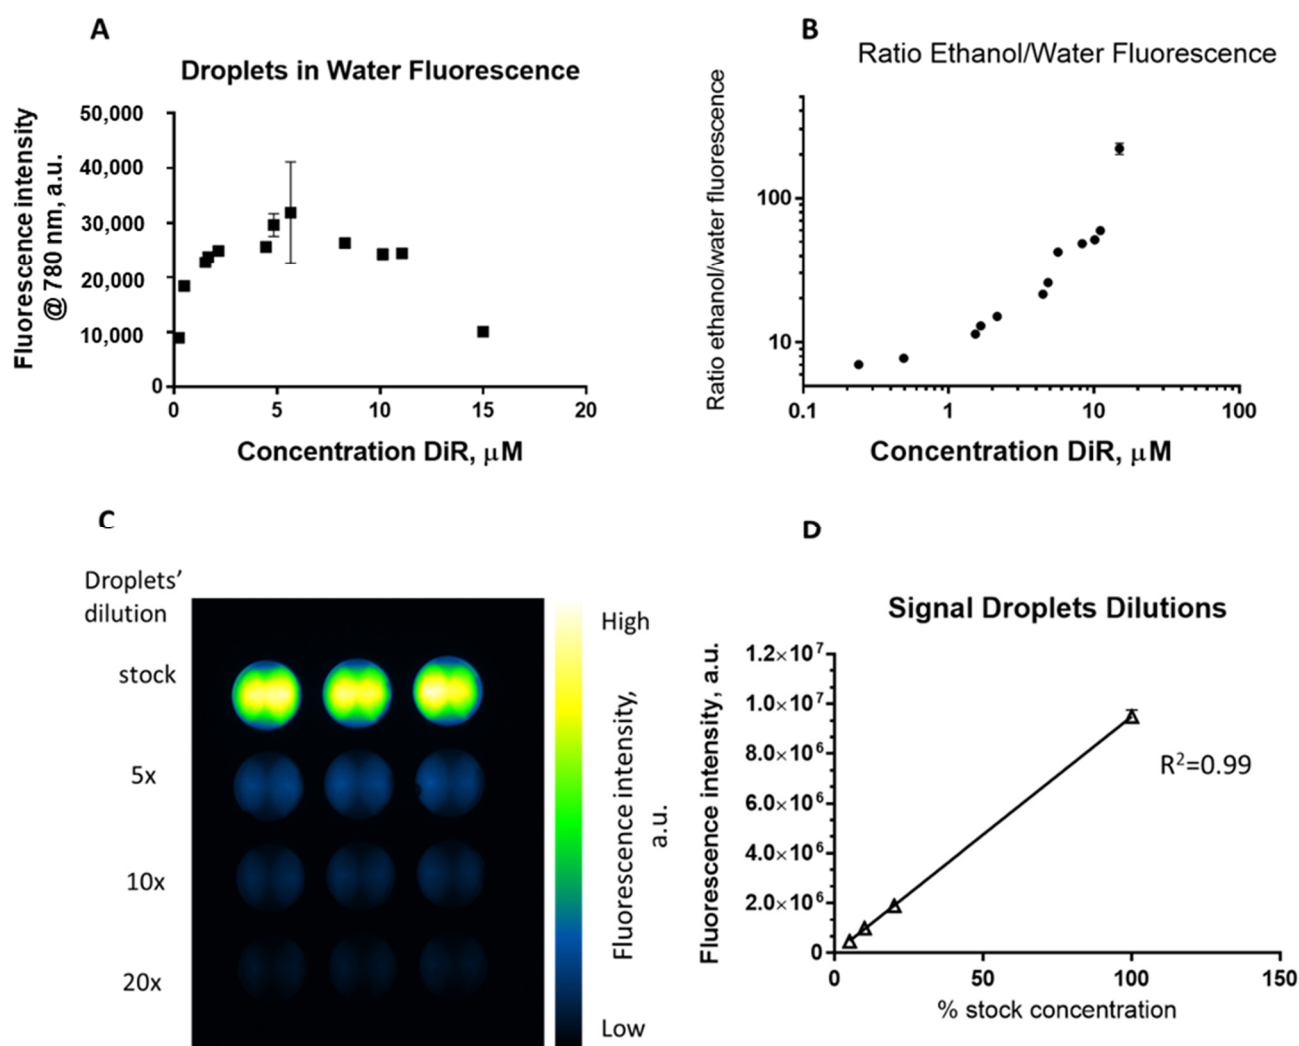 A
Droplets in Water Fluorescence
Fluorescence intensity
@ 780 nm, a.u.
50,000
40,000
30,000
20,000
10,000
0
0 5 10 15 20
Concentration DiR, μM
B
Ratio Ethanol/Water Fluorescence
Ratio ethanol/water fluorescence
100
10
0.1 1 10 100
Concentration DiR, μM
C
Droplets'
dilution
stock
5x
10x
20x
High
Fluorescence intensity,
a.u.
Low
D
Signal Droplets Dilutions
Fluorescence intensity, a.u.
1.2×10⁷
1.0×10⁷
8.0×10⁶
6.0×10⁶
4.0×10⁶
2.0×10⁶
0
R²=0.99
0 50 100 150
% stock concentration